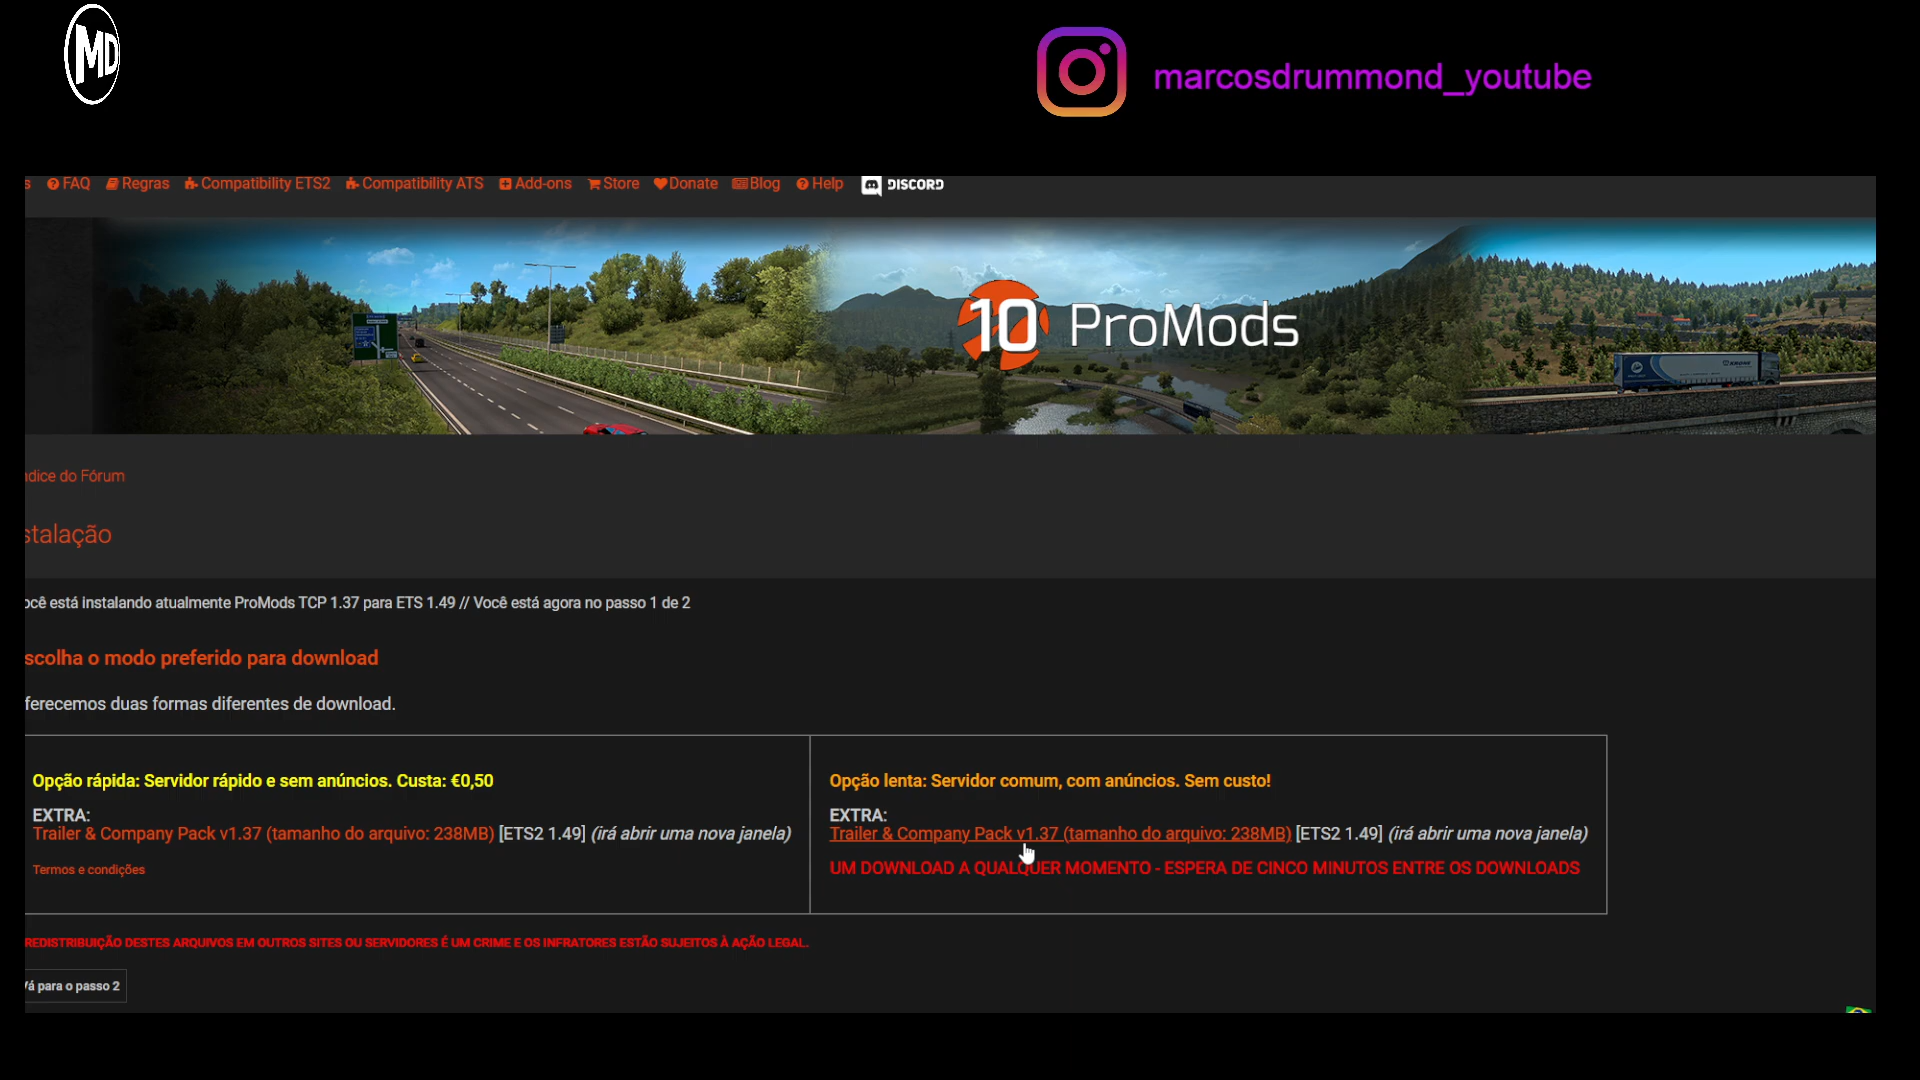 MD
marcosdrummond_youtube
s FAQ Regras Compatibility ETS2 Compatibility ATS Add-ons Store Donate Blog Help DISCORD
10 ProMods
KRONE
ndice do Fórum
stalação
ocê está instalando atualmente ProMods TCP 1.37 para ETS 1.49 // Você está agora no passo 1 de 2
scolha o modo preferido para download
ferecemos duas formas diferentes de download.
Opção rápida: Servidor rápido e sem anúncios. Custa: €0,50
EXTRA:
Trailer & Company Pack v1.37 (tamanho do arquivo: 238MB) [ETS2 1.49] (irá abrir uma nova janela)
Termos e condições
Opção lenta: Servidor comum, com anúncios. Sem custo!
EXTRA:
Trailer & Company Pack v1.37 (tamanho do arquivo: 238MB) [ETS2 1.49] (irá abrir uma nova janela)
UM DOWNLOAD A QUALQUER MOMENTO - ESPERA DE CINCO MINUTOS ENTRE OS DOWNLOADS
REDISTRIBUIÇÃO DESTES ARQUIVOS EM OUTROS SITES OU SERVIDORES É UM CRIME E OS INFRATORES ESTÃO SUJEITOS À AÇÃO LEGAL.
Vá para o passo 2